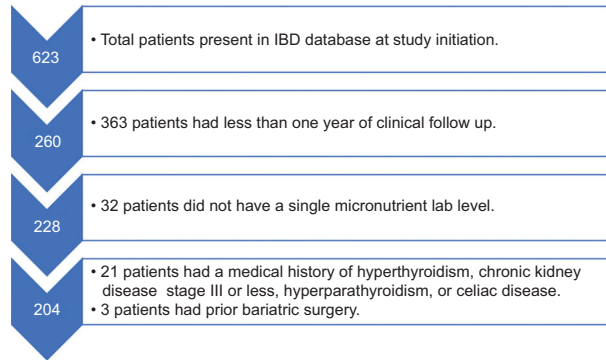 623
• Total patients present in IBD database at study initiation.
260
• 363 patients had less than one year of clinical follow up.
228
• 32 patients did not have a single micronutrient lab level.
204
• 21 patients had a medical history of hyperthyroidism, chronic kidney
disease stage III or less, hyperparathyroidism, or celiac disease.
• 3 patients had prior bariatric surgery.